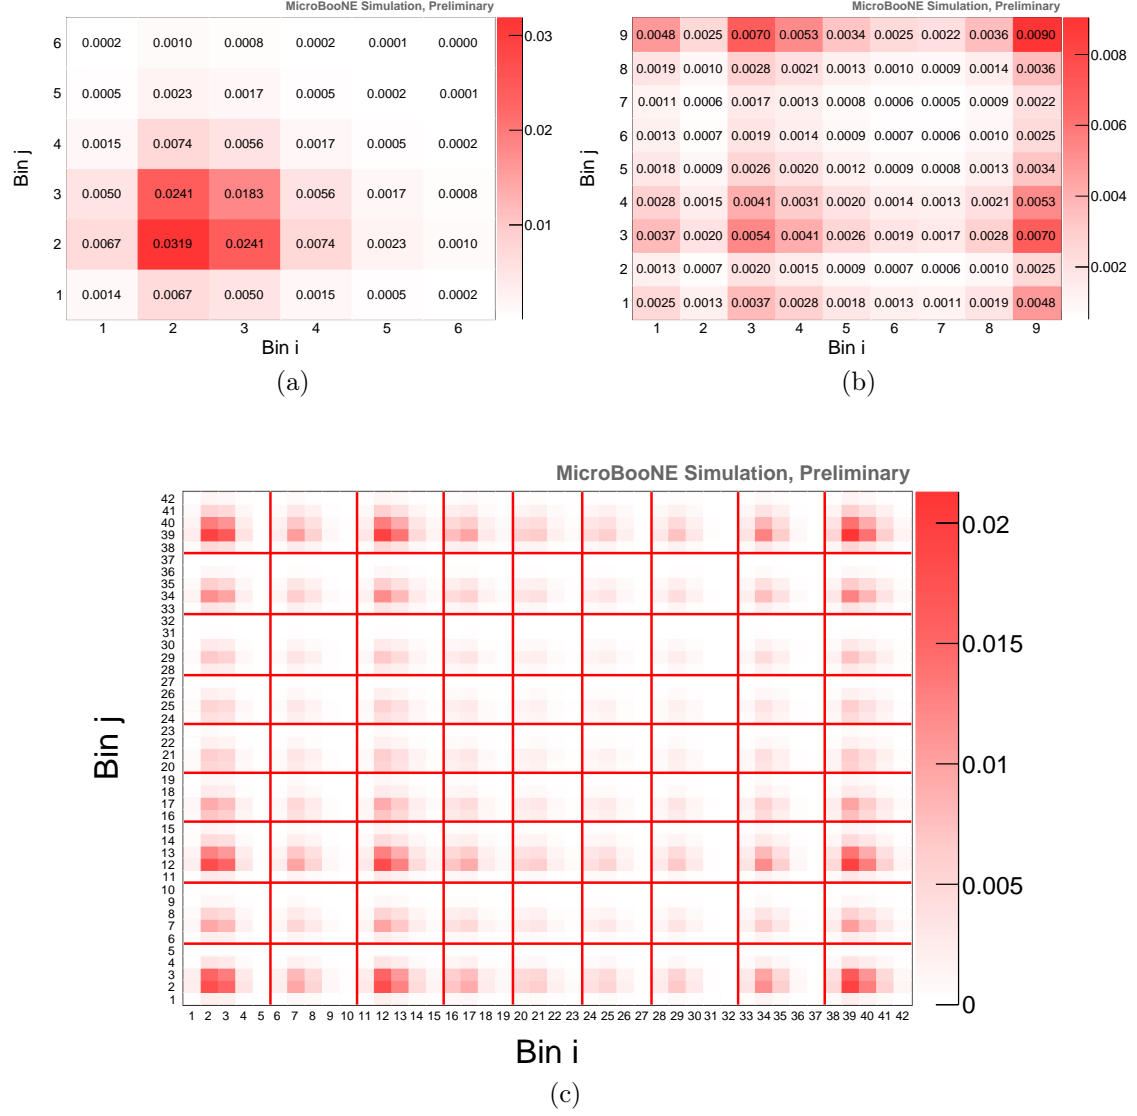 MicroBooNE Simulation, Preliminary
6 0.0002 0.0010 0.0008 0.0002 0.0001 0.0000
5 0.0005 0.0023 0.0017 0.0005 0.0002 0.0001
4 0.0015 0.0074 0.0056 0.0017 0.0005 0.0002
3 0.0050 0.0241 0.0183 0.0056 0.0017 0.0008
2 0.0067 0.0319 0.0241 0.0074 0.0023 0.0010
1 0.0014 0.0067 0.0050 0.0015 0.0005 0.0002
1 2 3 4 5 6
Bin i
Bin j
0.03
0.02
0.01
(a)
MicroBooNE Simulation, Preliminary
9 0.0048 0.0025 0.0070 0.0053 0.0034 0.0025 0.0022 0.0036 0.0090
8 0.0019 0.0010 0.0028 0.0021 0.0013 0.0010 0.0009 0.0014 0.0036
7 0.0011 0.0006 0.0017 0.0013 0.0008 0.0006 0.0005 0.0009 0.0022
6 0.0013 0.0007 0.0019 0.0014 0.0009 0.0007 0.0006 0.0010 0.0025
5 0.0018 0.0009 0.0026 0.0020 0.0012 0.0009 0.0008 0.0013 0.0034
4 0.0028 0.0015 0.0041 0.0031 0.0020 0.0014 0.0013 0.0021 0.0053
3 0.0037 0.0020 0.0054 0.0041 0.0026 0.0019 0.0017 0.0028 0.0070
2 0.0013 0.0007 0.0020 0.0015 0.0009 0.0007 0.0006 0.0010 0.0025
1 0.0025 0.0013 0.0037 0.0028 0.0018 0.0013 0.0011 0.0019 0.0048
1 2 3 4 5 6 7 8 9
Bin i
Bin j
0.008
0.006
0.004
0.002
(b)
MicroBooNE Simulation, Preliminary
42
41
40
39
38
37
36
35
34
33
32
31
30
29
28
27
26
25
24
23
22
21
20
19
18
17
16
15
14
13
12
11
10
9
8
7
6
5
4
3
2
1
1 2 3 4 5 6 7 8 9 10 11 12 13 14 15 16 17 18 19 20 21 22 23 24 25 26 27 28 29 30 31 32 33 34 35 36 37 38 39 40 41 42
Bin i
Bin j
0.02
0.015
0.01
0.005
0
(c)